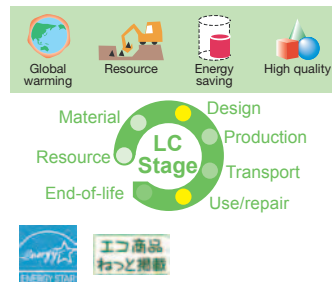 Global
warming
Resource
Energy
saving
High quality
Material
Design
Production
LC
Stage
Resource
Transport
End-of-life
Use/repair
energy
ENERGY STAR
エコ商品
ねっと掲載